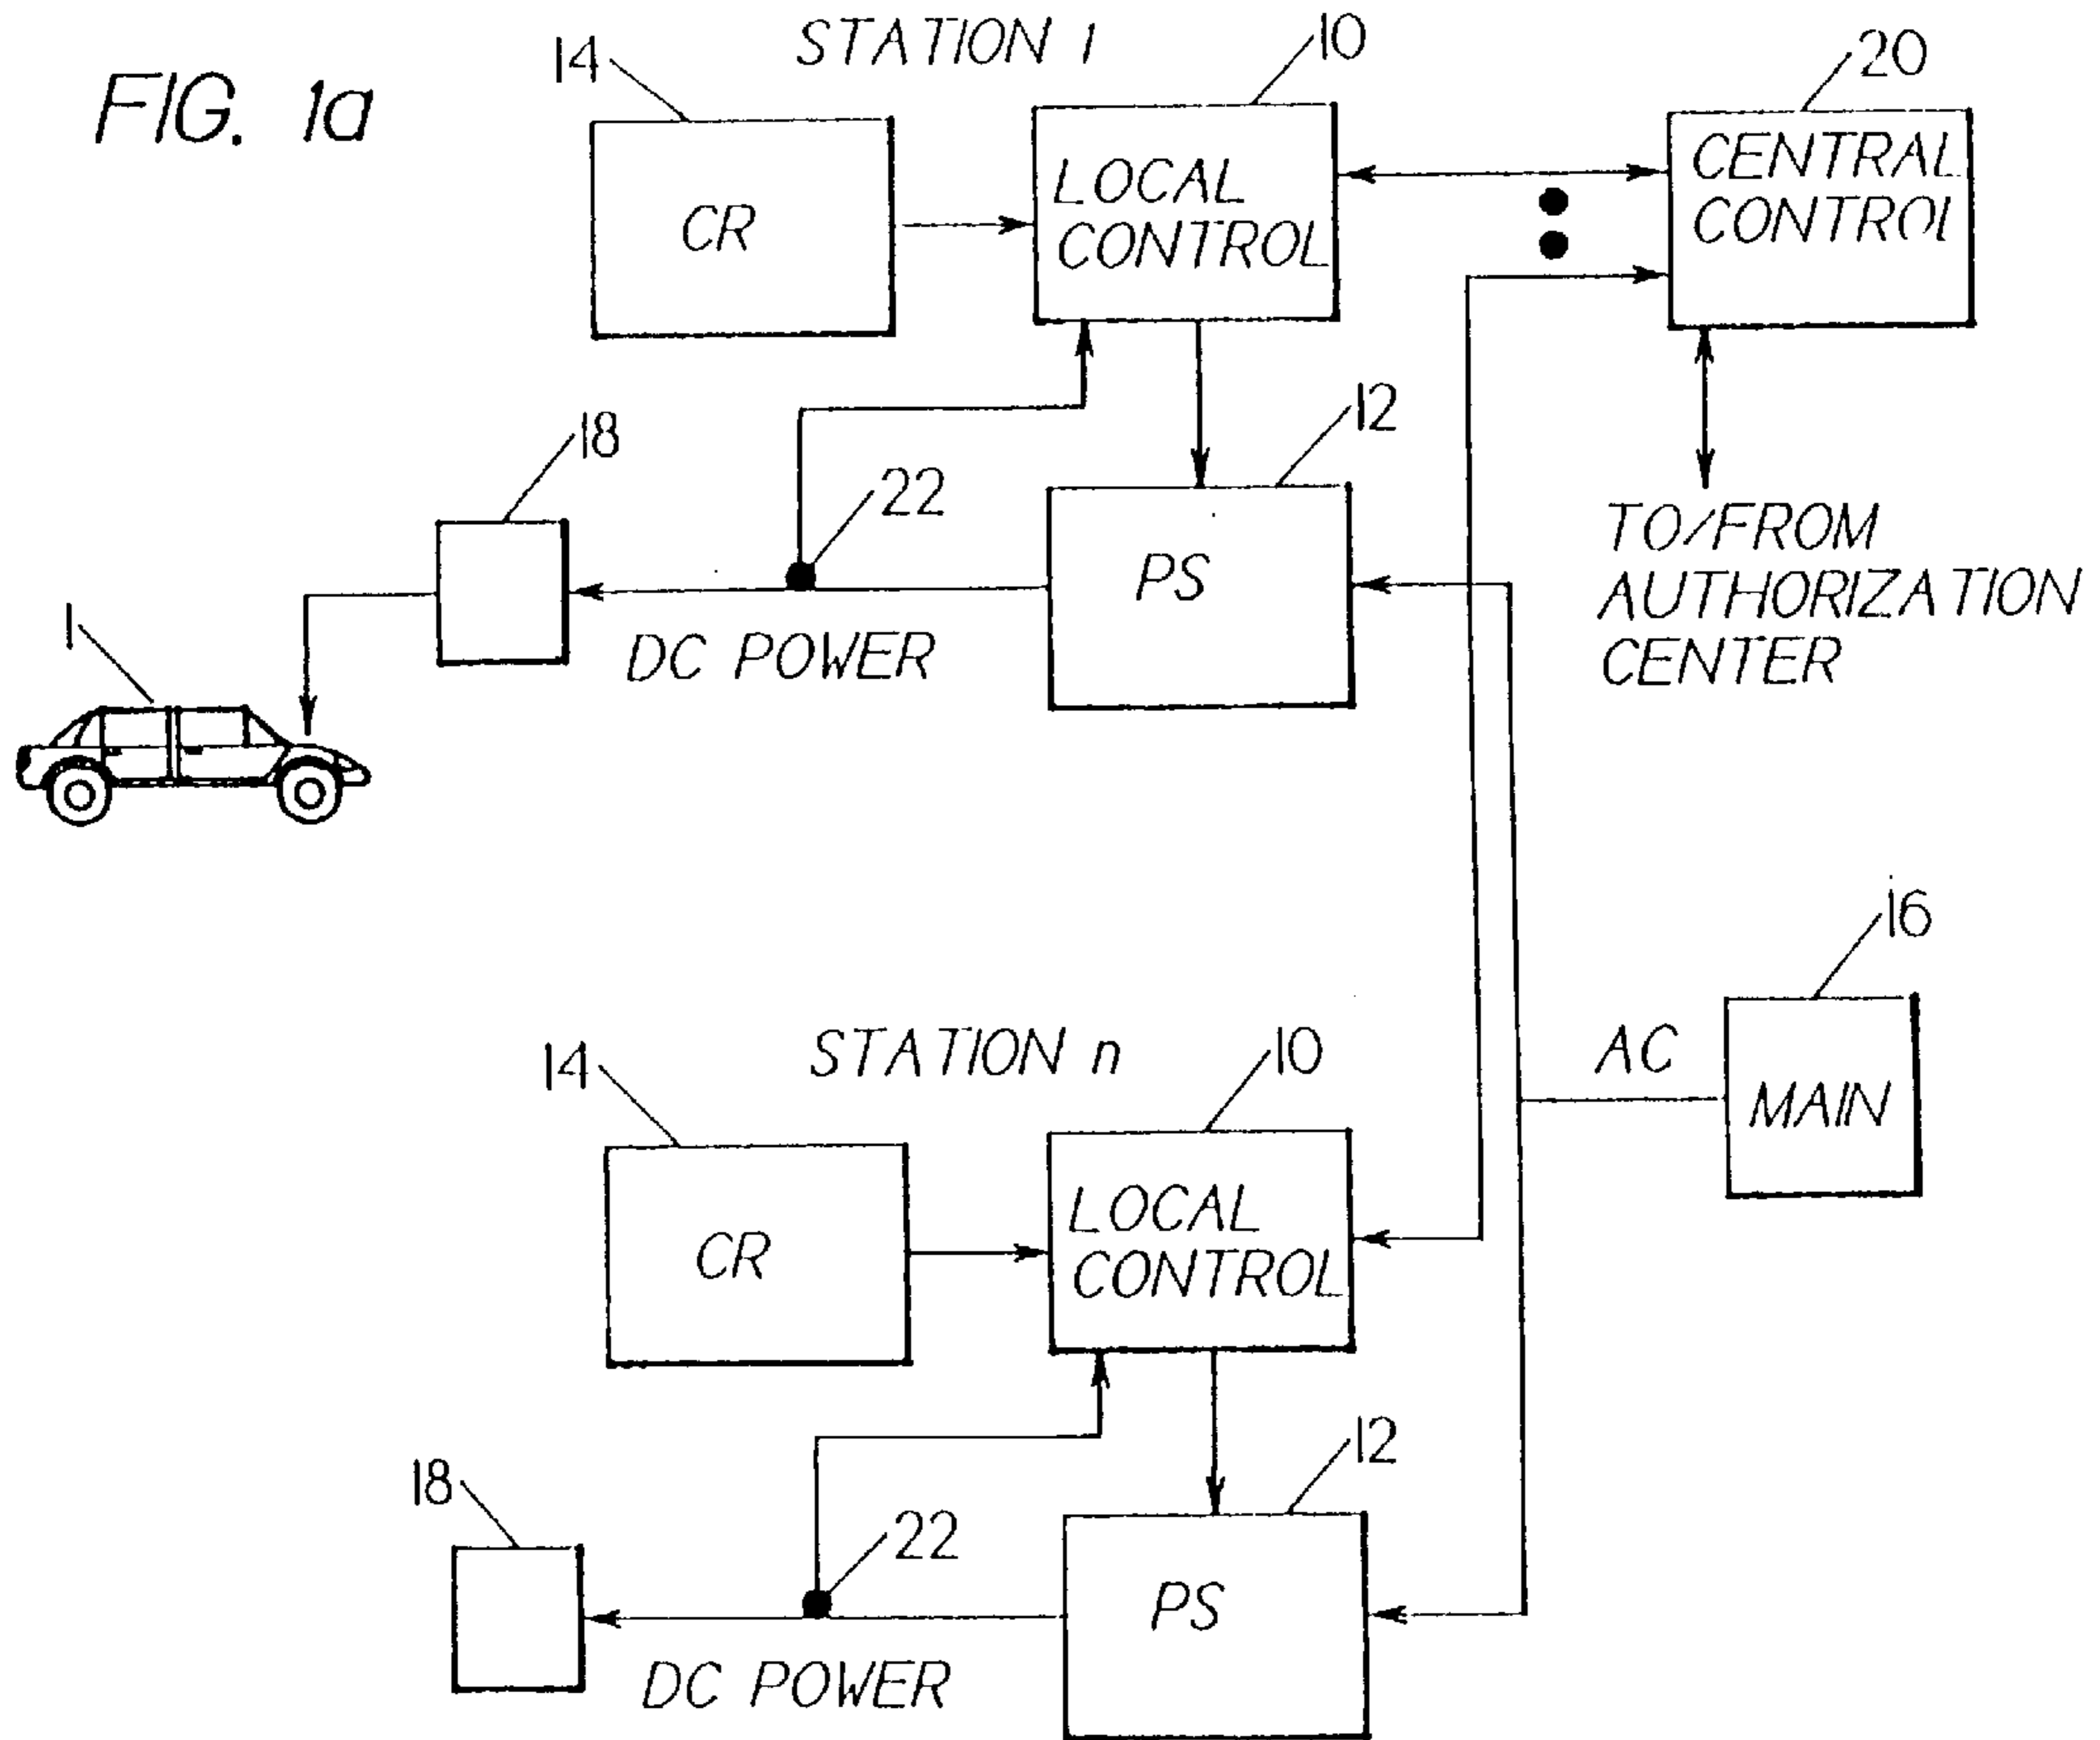 FIG. 1a
STATION 1
14
10
20
CR
LOCAL
CONTROL
CENTRAL
CONTROL
18
22
12
PS
TO/FROM
AUTHORIZATION
CENTER
1
DC POWER
16
STATION n
14
10
AC
MAIN
CR
LOCAL
CONTROL
18
22
12
PS
DC POWER